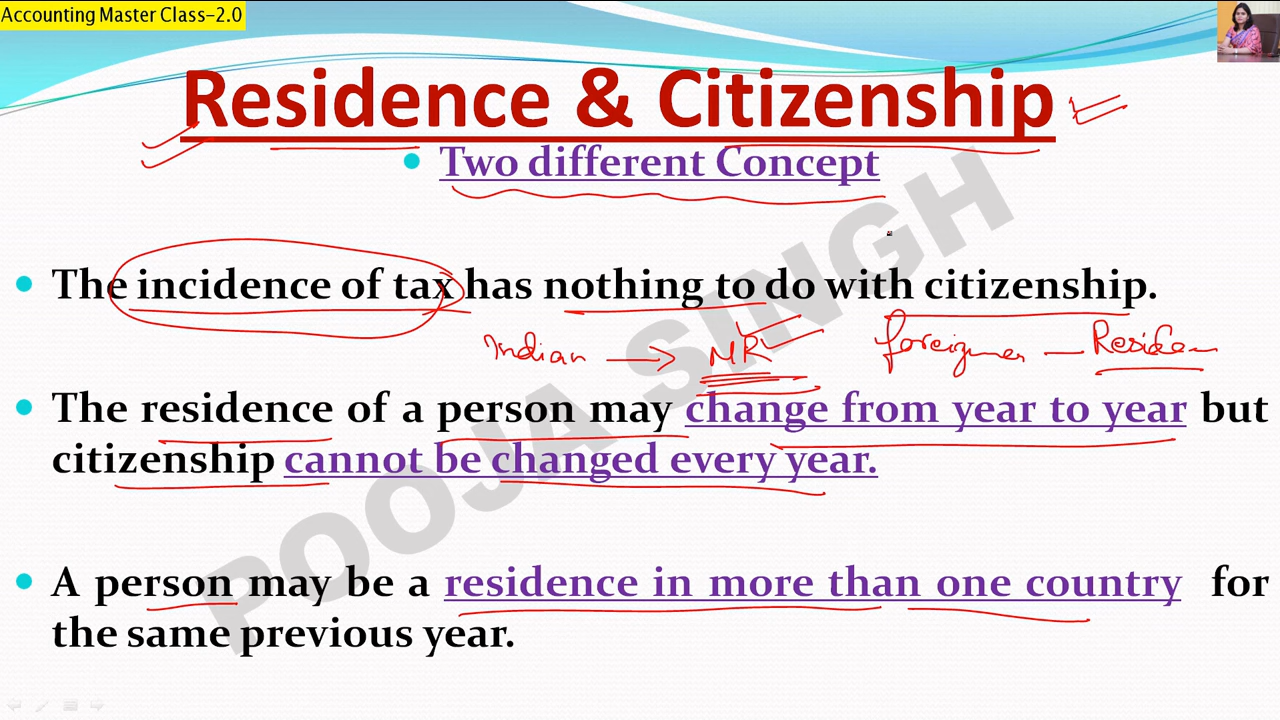 Accounting Master Class-2.0
Residence & Citizenship
• Two different Concept
• The incidence of tax has nothing to do with citizenship.
Indian → NR foreigner — Residen
• The residence of a person may change from year to year but
citizenship cannot be changed every year.
• A person may be a residence in more than one country for
the same previous year.
POOJA SINGH